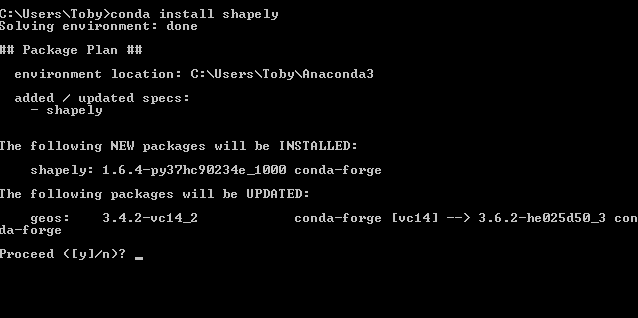 C:\Users\Toby>conda install shapely
Solving environment: done
## Package Plan ##
environment location: C:\Users\Toby\Anaconda3
added / updated specs:
- shapely
The following NEW packages will be INSTALLED:
shapely: 1.6.4-py37hc90234e_1000 conda-forge
The following packages will be UPDATED:
geos: 3.4.2-vc14_2 conda-forge [vc14] --> 3.6.2-he025d50_3 con
da-forge
Proceed ([y]/n)? _